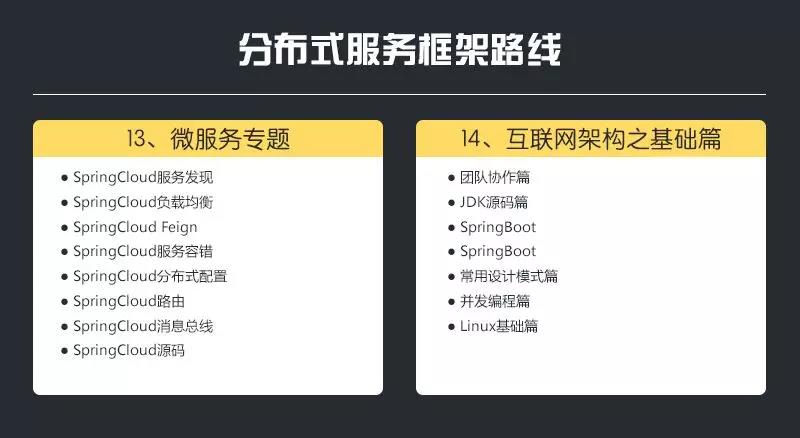 分布式服务框架路线
13、微服务专题
● SpringCloud服务发现
● SpringCloud负载均衡
● SpringCloud Feign
● SpringCloud服务容错
● SpringCloud分布式配置
● SpringCloud路由
● SpringCloud消息总线
● SpringCloud源码
14、互联网架构之基础篇
● 团队协作篇
● JDK源码篇
● SpringBoot
● SpringBoot
● 常用设计模式篇
● 并发编程篇
● Linux基础篇